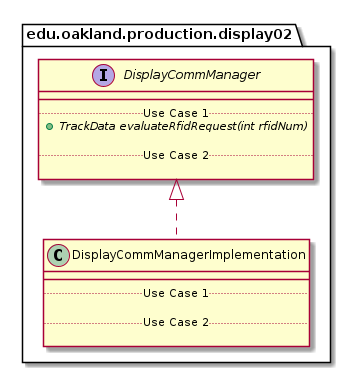 edu.oakland.production.display02
I DisplayCommManager
Use Case 1
TrackData evaluateRfidRequest(int rfidNum)
Use Case 2
C DisplayCommManagerImplementation
Use Case 1
Use Case 2